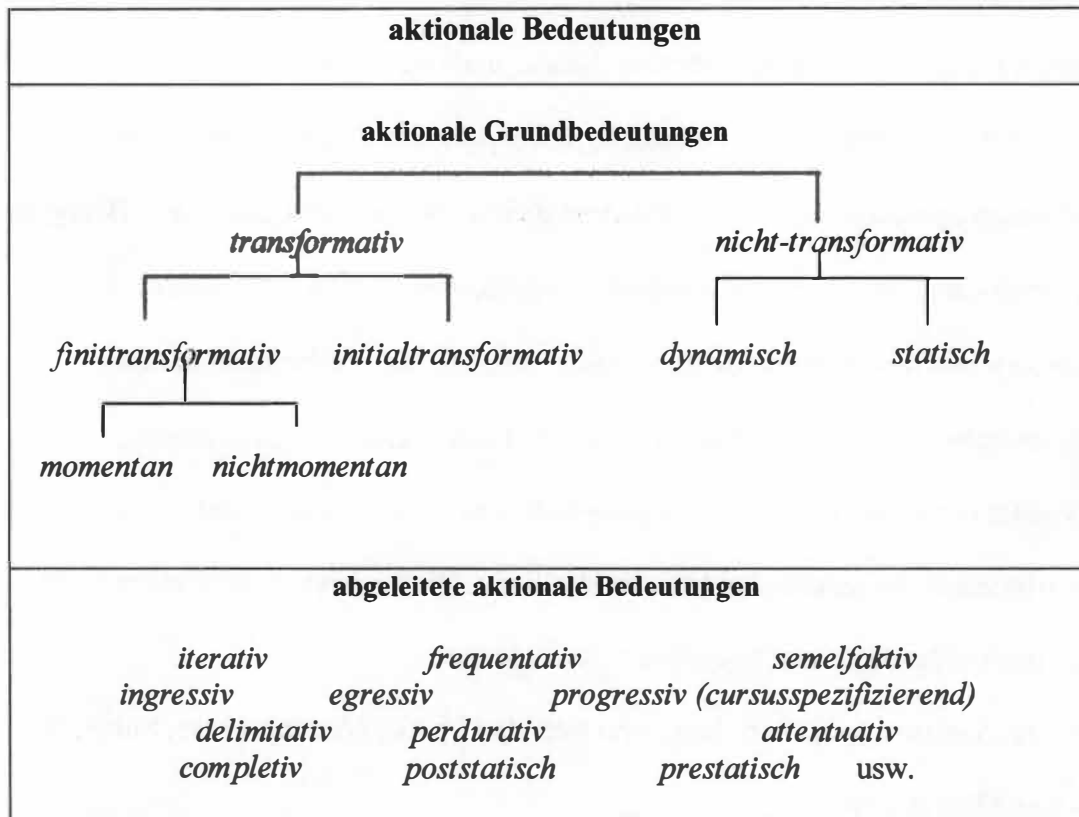 aktionale Bedeutungen
aktionale Grundbedeutungen
transformativ nicht-transformativ
finittransformativ initialtransformativ dynamisch statisch
momentan nichtmomentan
abgeleitete aktionale Bedeutungen
iterativ frequentativ semelfaktiv
ingressiv egressiv progressiv (cursusspezifizierend)
delimitativ perdurativ attentuativ
completiv poststatisch prestatisch usw.